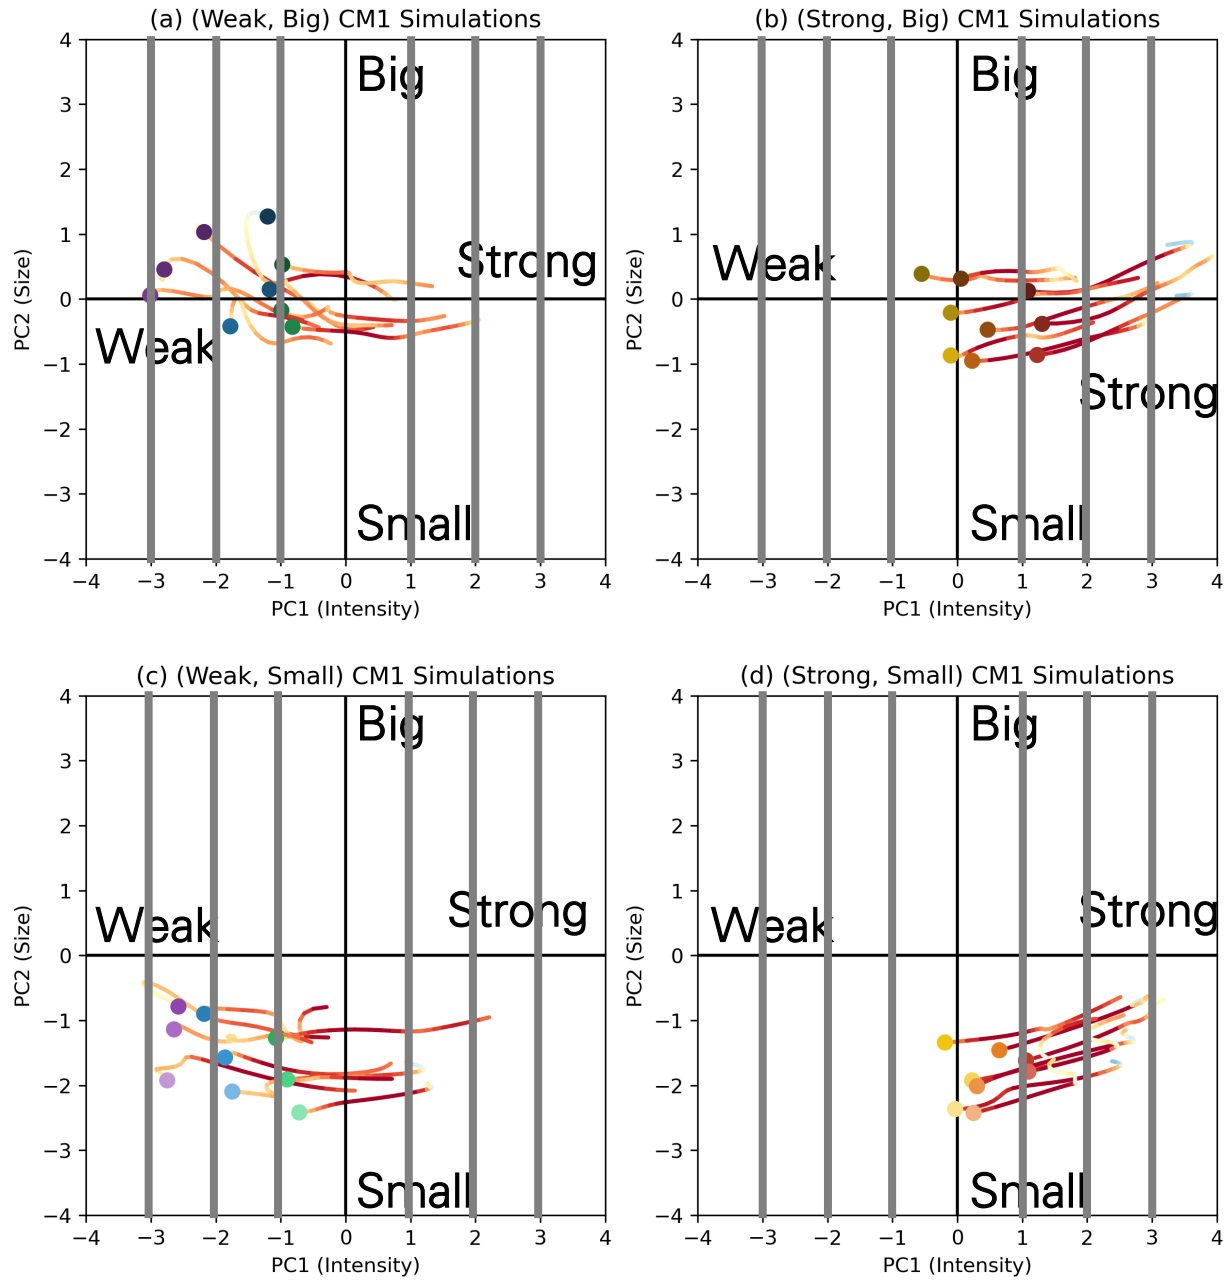 (a) (Weak, Big) CM1 Simulations
4
3
2
1
0
−1
−2
−3
−4
PC2 (Size)
Big
Strong
Weak
Small
−4 −3 −2 −1 0 1 2 3 4
PC1 (Intensity)
(b) (Strong, Big) CM1 Simulations
4
3
2
1
0
−1
−2
−3
−4
PC2 (Size)
Big
Weak
Strong
Small
−4 −3 −2 −1 0 1 2 3 4
PC1 (Intensity)
(c) (Weak, Small) CM1 Simulations
4
3
2
1
0
−1
−2
−3
−4
PC2 (Size)
Big
Strong
Weak
Small
−4 −3 −2 −1 0 1 2 3 4
PC1 (Intensity)
(d) (Strong, Small) CM1 Simulations
4
3
2
1
0
−1
−2
−3
−4
PC2 (Size)
Big
Strong
Weak
Small
−4 −3 −2 −1 0 1 2 3 4
PC1 (Intensity)